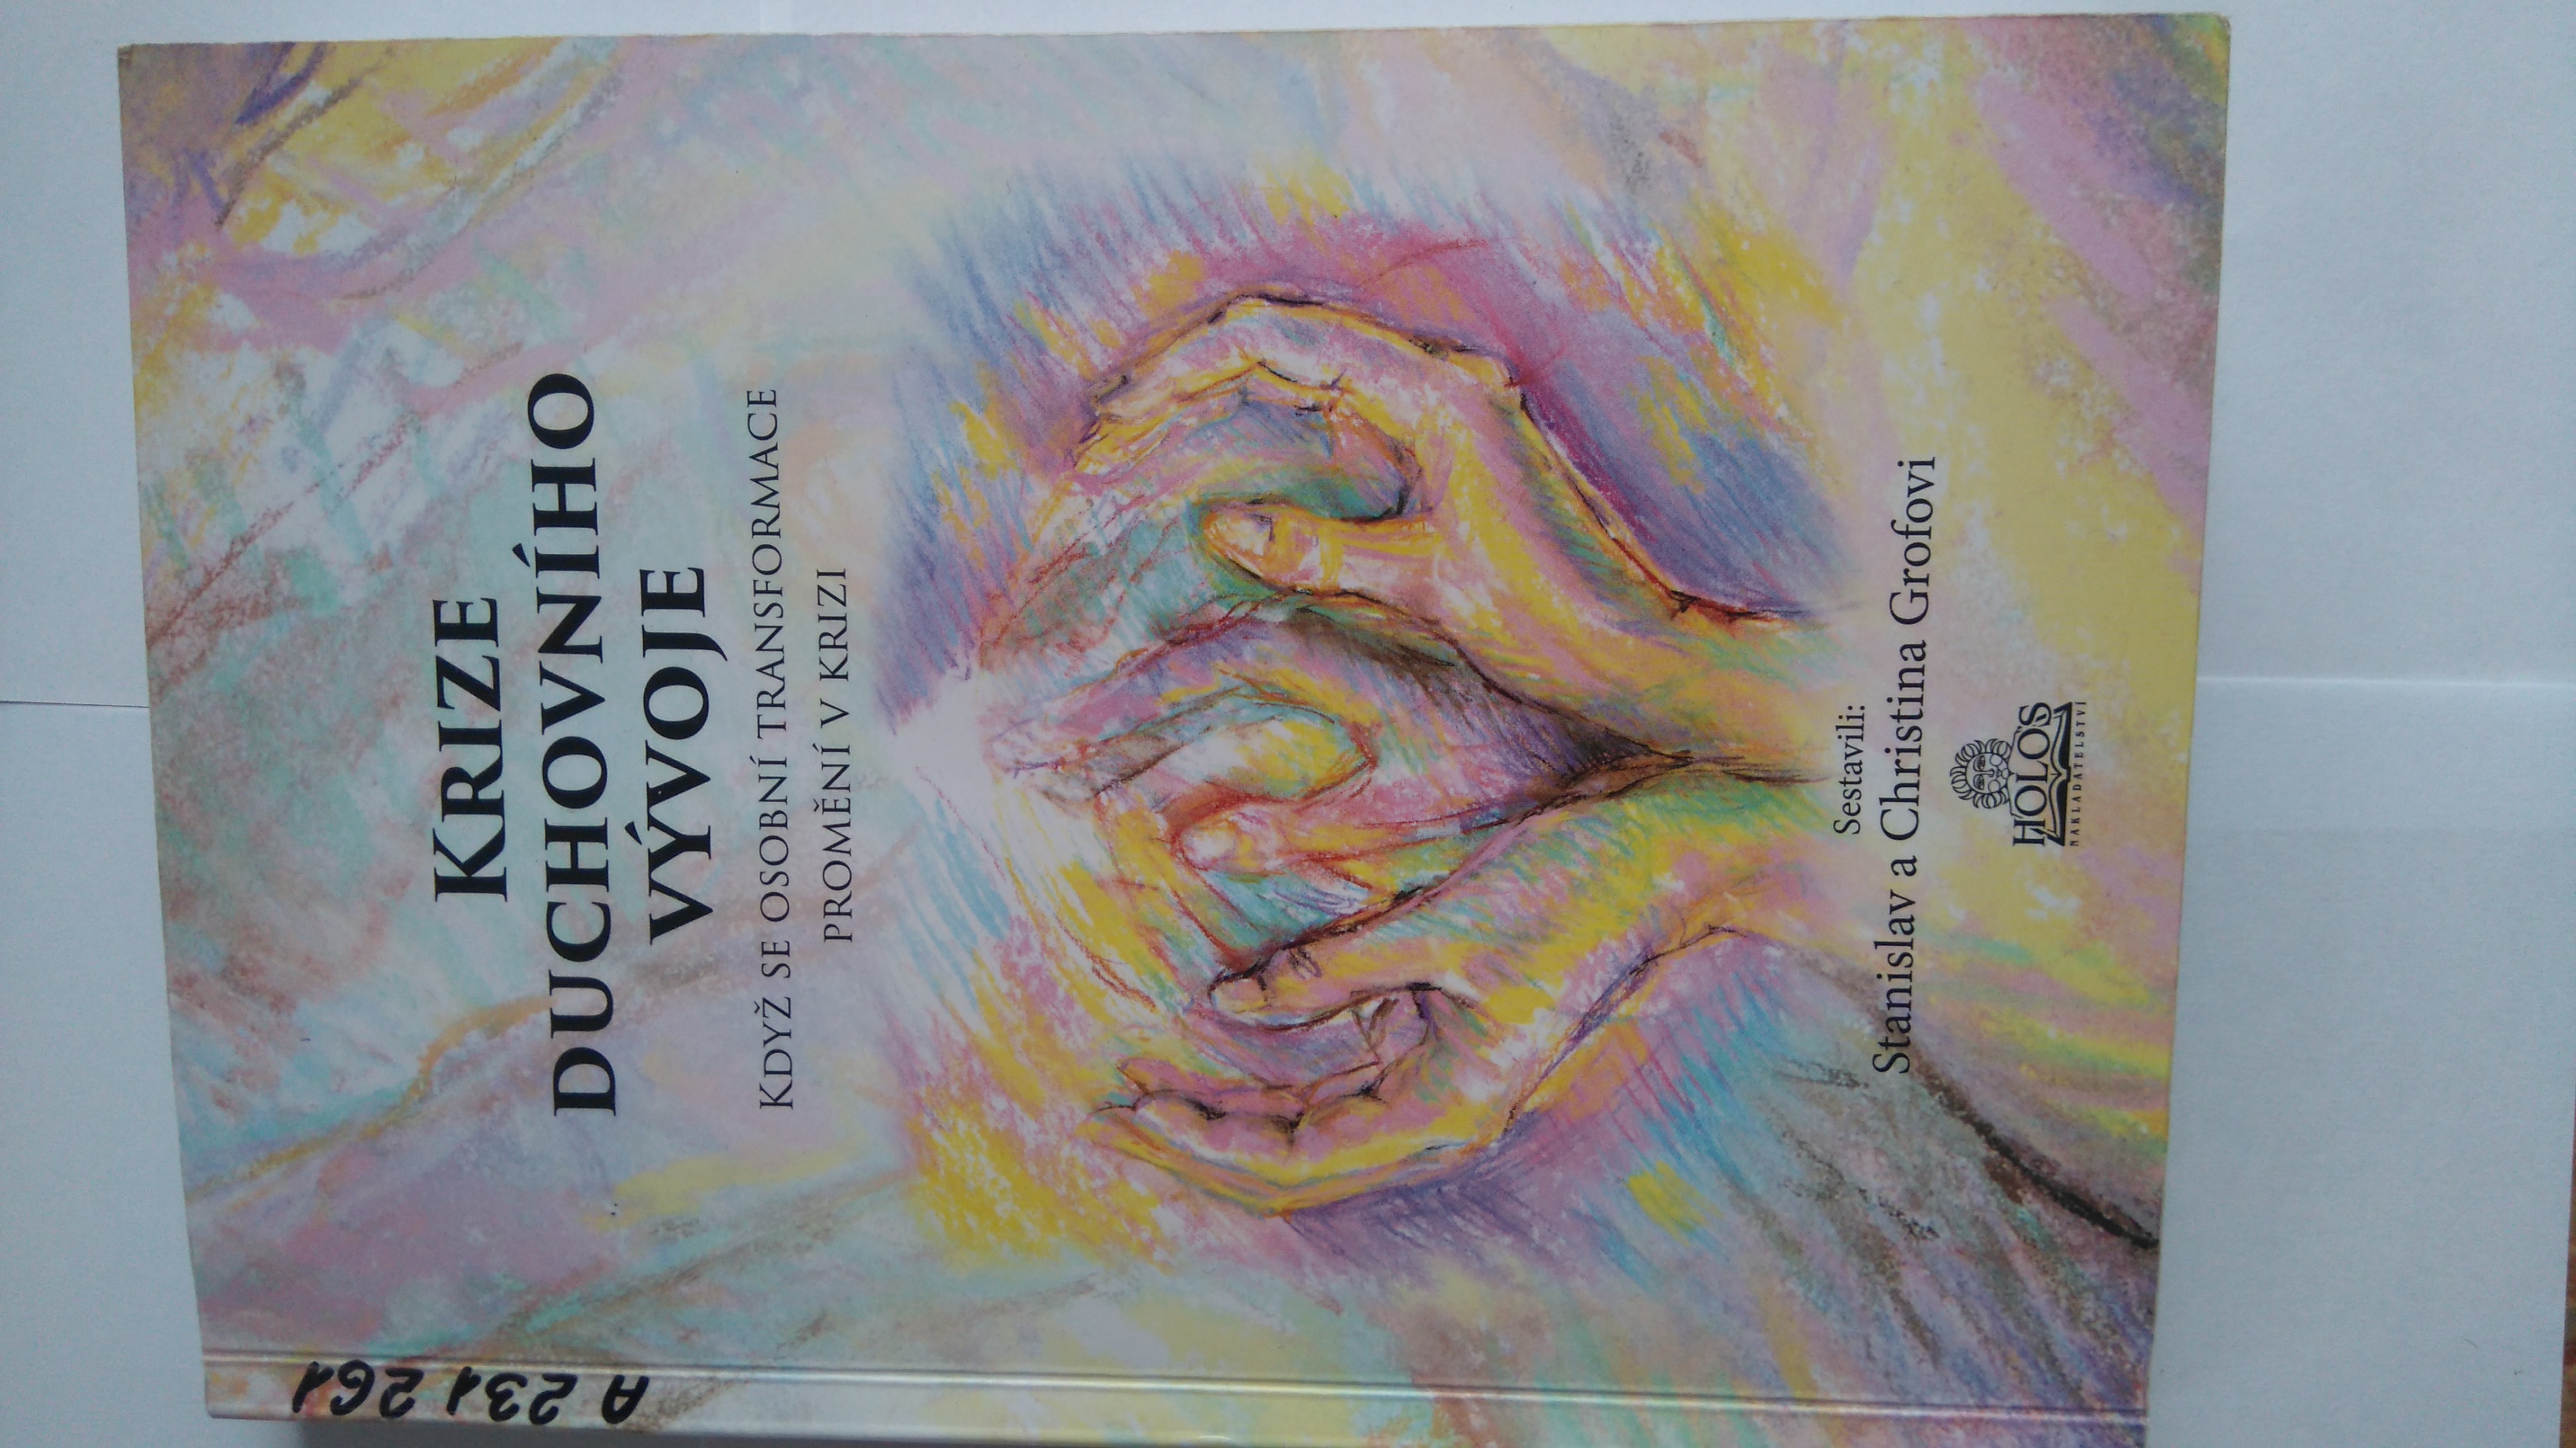 KRIZE
DUCHOVNÍHO
VÝVOJE
KDYŽ SE OSOBNÍ TRANSFORMACE
PROMĚNÍ V KRIZI
Sestavili:
Stanislav a Christina Grofovi
HOLOS
NAKLADATELSTVÍ
A 231 261